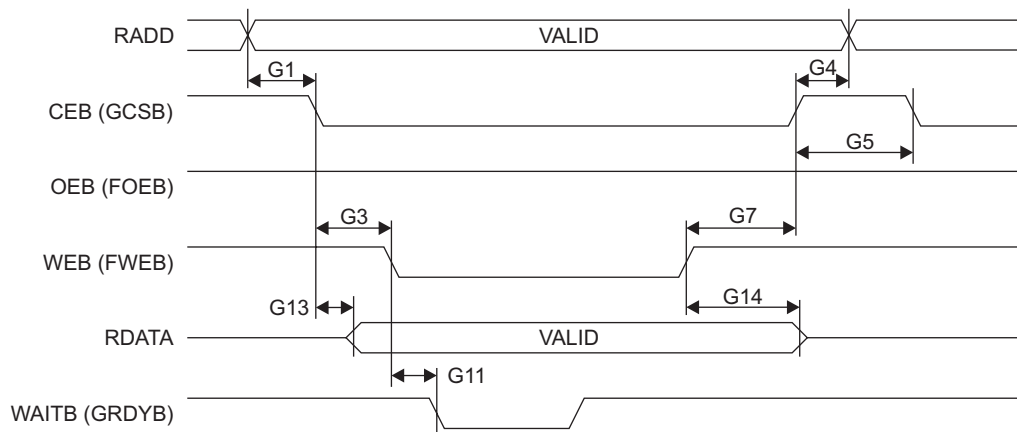 RADD
VALID
G1
G4
CEB (GCSB)
G5
OEB (FOEB)
G3
G7
WEB (FWEB)
G13
G14
RDATA
VALID
G11
WAITB (GRDYB)